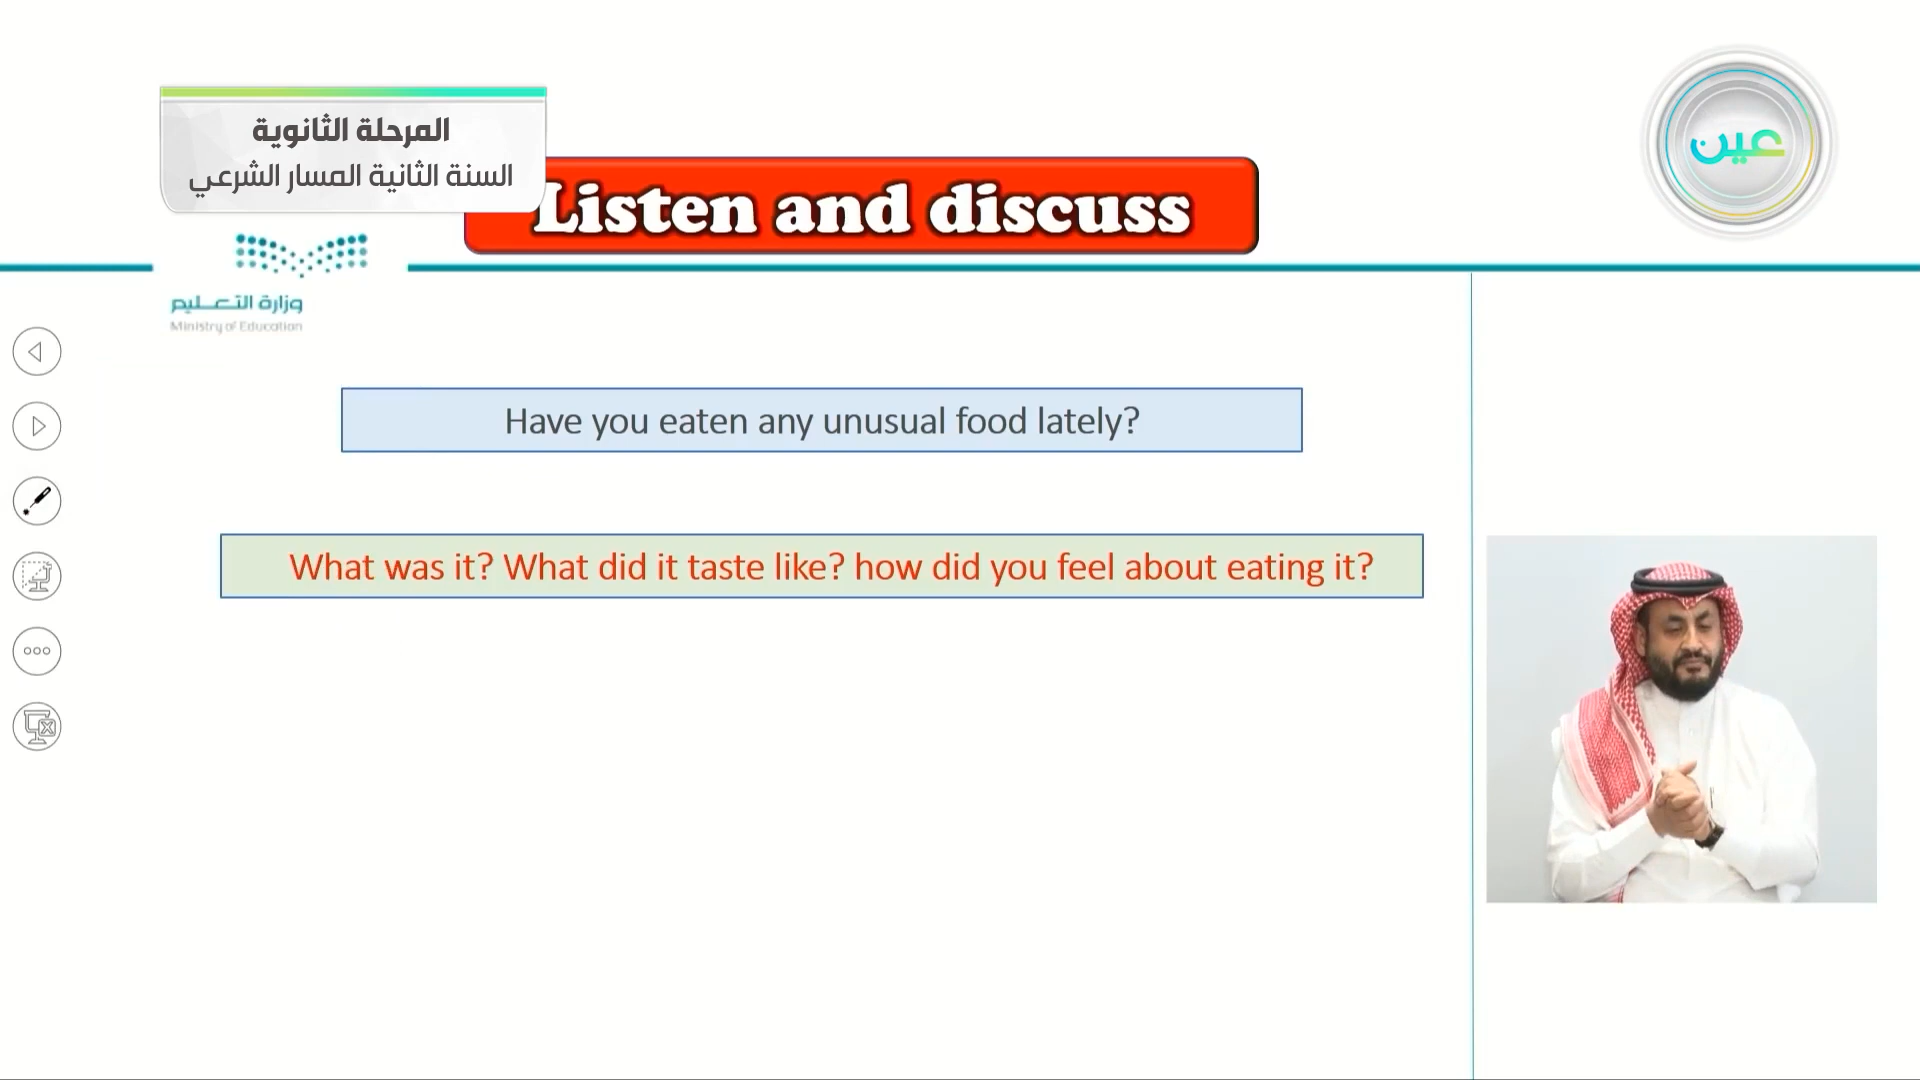 المرحلة الثانوية
السنة الثانية المسار الشرعي
عين
Listen and discuss
وزارة التعليم
Ministry of Education
Have you eaten any unusual food lately?
What was it? What did it taste like? how did you feel about eating it?